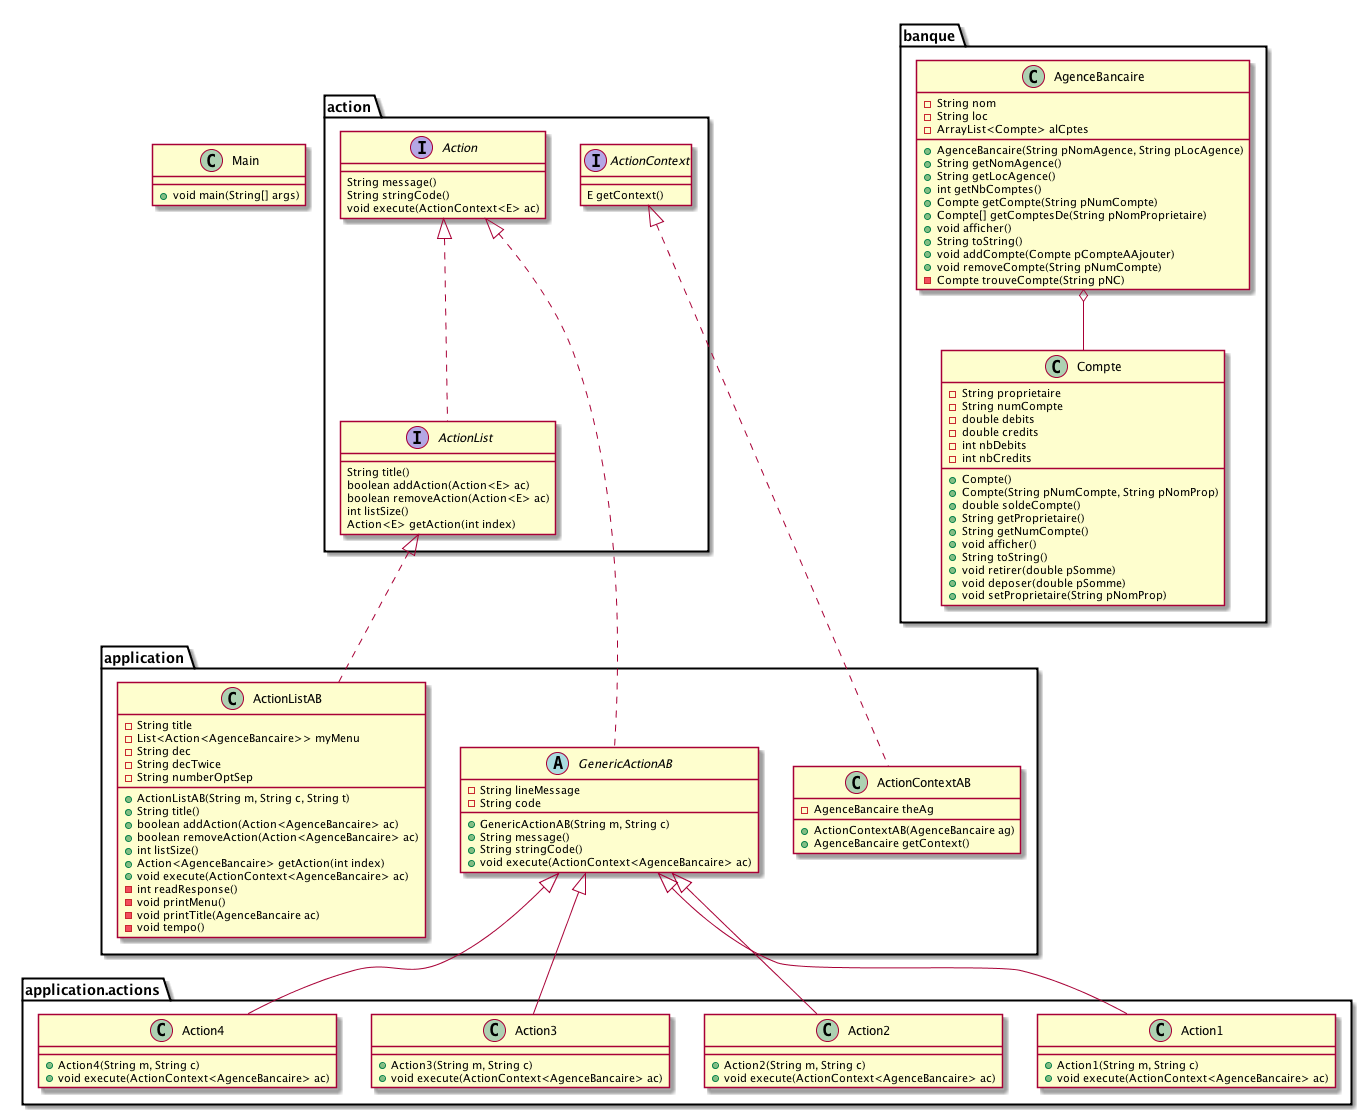 banque
C AgenceBancaire
String nom
String loc
ArrayList<Compte> alCptes
AgenceBancaire(String pNomAgence, String pLocAgence)
String getNomAgence()
String getLocAgence()
int getNbComptes()
Compte getCompte(String pNumCompte)
Compte[] getComptesDe(String pNomProprietaire)
void afficher()
String toString()
void addCompte(Compte pCompteAAjouter)
void removeCompte(String pNumCompte)
Compte trouveCompte(String pNC)
C Compte
String proprietaire
String numCompte
double debits
double credits
int nbDebits
int nbCredits
Compte()
Compte(String pNumCompte, String pNomProp)
double soldeCompte()
String getProprietaire()
String getNumCompte()
void afficher()
String toString()
void retirer(double pSomme)
void deposer(double pSomme)
void setProprietaire(String pNomProp)
action
C Main
void main(String[] args)
I Action
String message()
String stringCode()
void execute(ActionContext<E> ac)
I ActionContext
E getContext()
I ActionList
String title()
boolean addAction(Action<E> ac)
boolean removeAction(Action<E> ac)
int listSize()
Action<E> getAction(int index)
application
C ActionListAB
String title
List<Action<AgenceBancaire>> myMenu
String dec
String decTwice
String numberOptSep
ActionListAB(String m, String c, String t)
String title()
boolean addAction(Action<AgenceBancaire> ac)
boolean removeAction(Action<AgenceBancaire> ac)
int listSize()
Action<AgenceBancaire> getAction(int index)
void execute(ActionContext<AgenceBancaire> ac)
int readResponse()
void printMenu()
void printTitle(AgenceBancaire ac)
void tempo()
A GenericActionAB
String lineMessage
String code
GenericActionAB(String m, String c)
String message()
String stringCode()
void execute(ActionContext<AgenceBancaire> ac)
C ActionContextAB
AgenceBancaire theAg
ActionContextAB(AgenceBancaire ag)
AgenceBancaire getContext()
application.actions
C Action4
Action4(String m, String c)
void execute(ActionContext<AgenceBancaire> ac)
C Action3
Action3(String m, String c)
void execute(ActionContext<AgenceBancaire> ac)
C Action2
Action2(String m, String c)
void execute(ActionContext<AgenceBancaire> ac)
C Action1
Action1(String m, String c)
void execute(ActionContext<AgenceBancaire> ac)